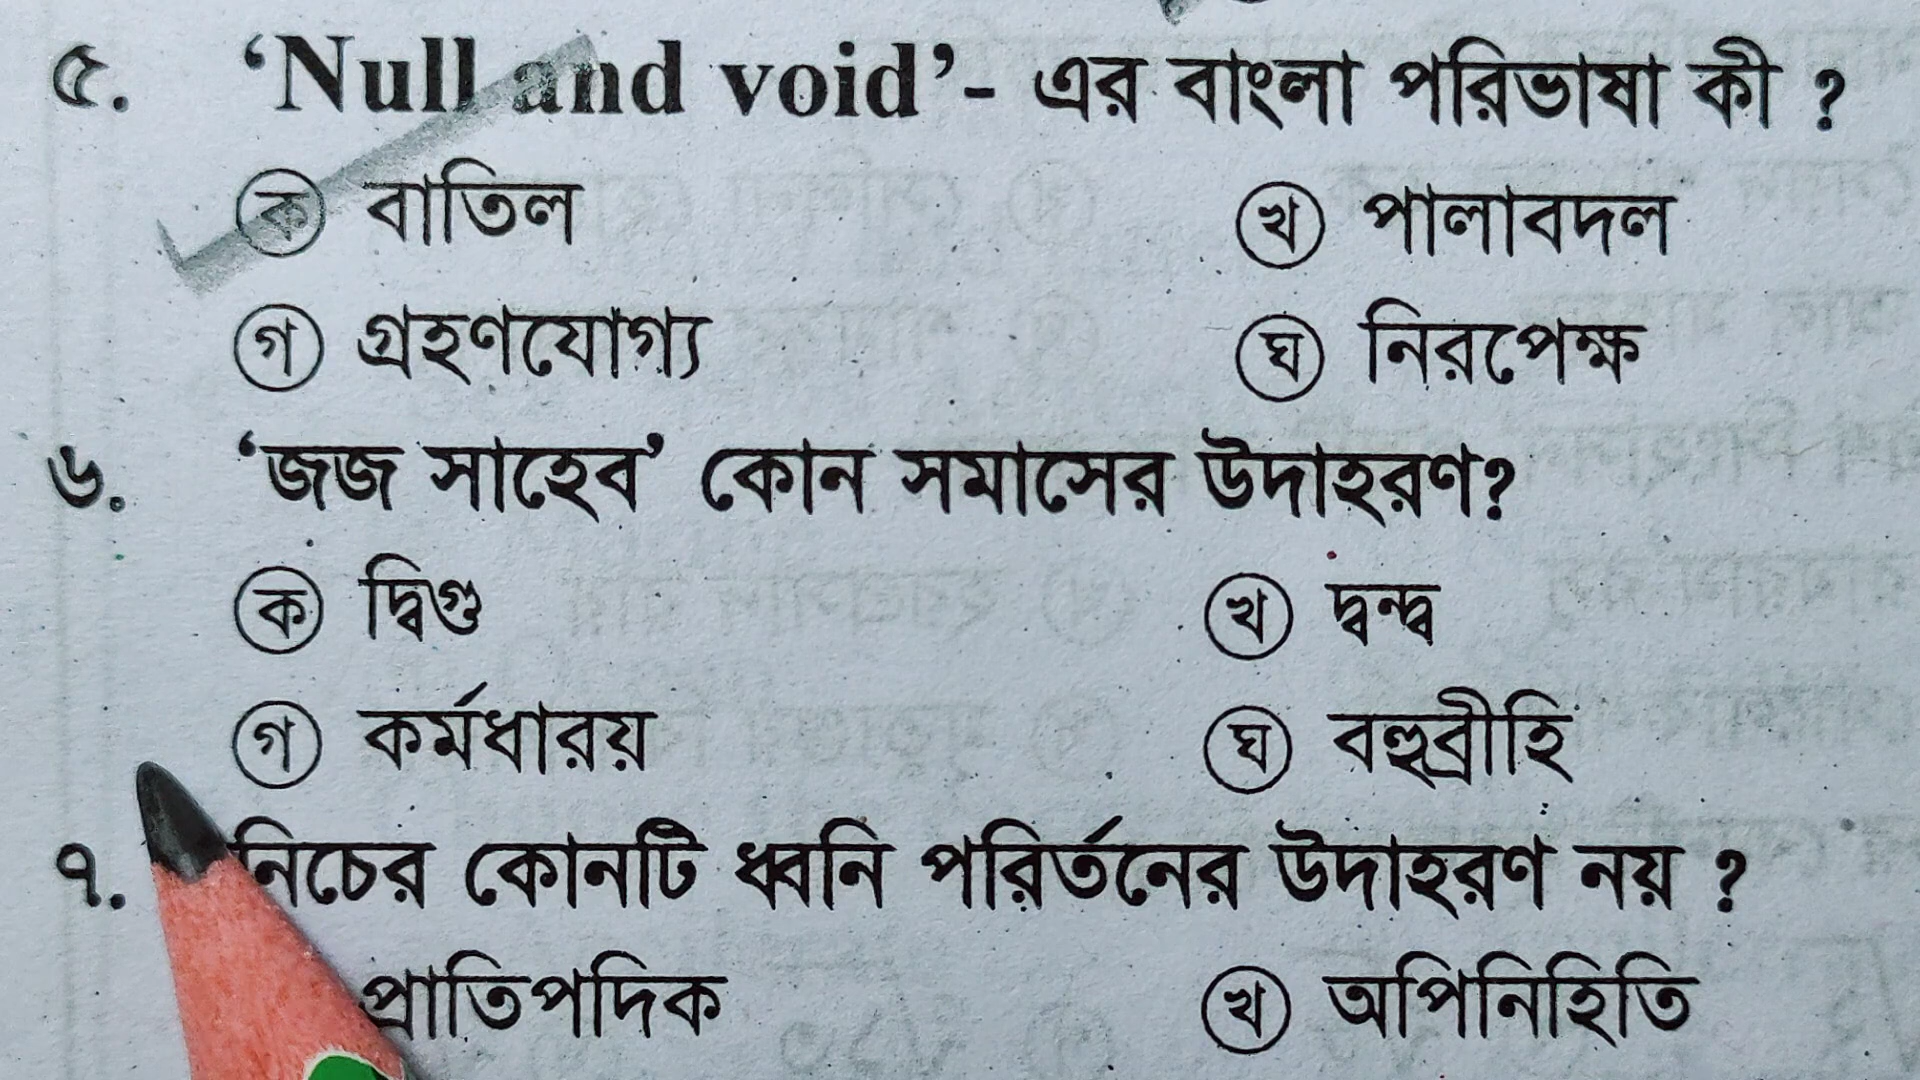 ৫. ‘Null and void’- এর বাংলা পরিভাষা কী ?
ক বাতিল খ পালাবদল
গ গ্রহণযোগ্য ঘ নিরপেক্ষ
৬. ‘জজ সাহেব’ কোন সমাসের উদাহরণ?
ক দ্বিগু খ দ্বন্দ্ব
গ কর্মধারয় ঘ বহুব্রীহি
৭. নিচের কোনটি ধ্বনি পরির্তনের উদাহরণ নয় ?
প্রাতিপদিক খ অপিনিহিতি